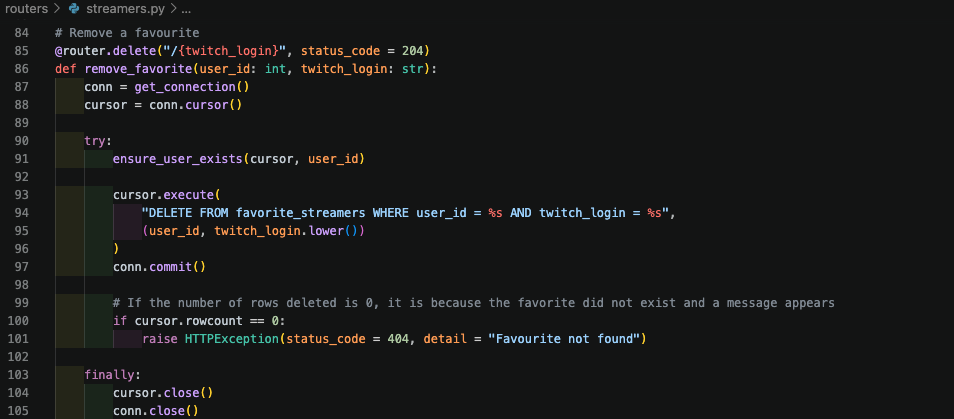 routers > streamers.py > ...
84 # Remove a favourite
85 @router.delete("/{twitch_login}", status_code = 204)
86 def remove_favorite(user_id: int, twitch_login: str):
87     conn = get_connection()
88     cursor = conn.cursor()
89
90     try:
91         ensure_user_exists(cursor, user_id)
92
93         cursor.execute(
94             "DELETE FROM favorite_streamers WHERE user_id = %s AND twitch_login = %s",
95             (user_id, twitch_login.lower())
96         )
97         conn.commit()
98
99         # If the number of rows deleted is 0, it is because the favorite did not exist and a message appears
100         if cursor.rowcount == 0:
101             raise HTTPException(status_code = 404, detail = "Favourite not found")
102
103     finally:
104         cursor.close()
105         conn.close()